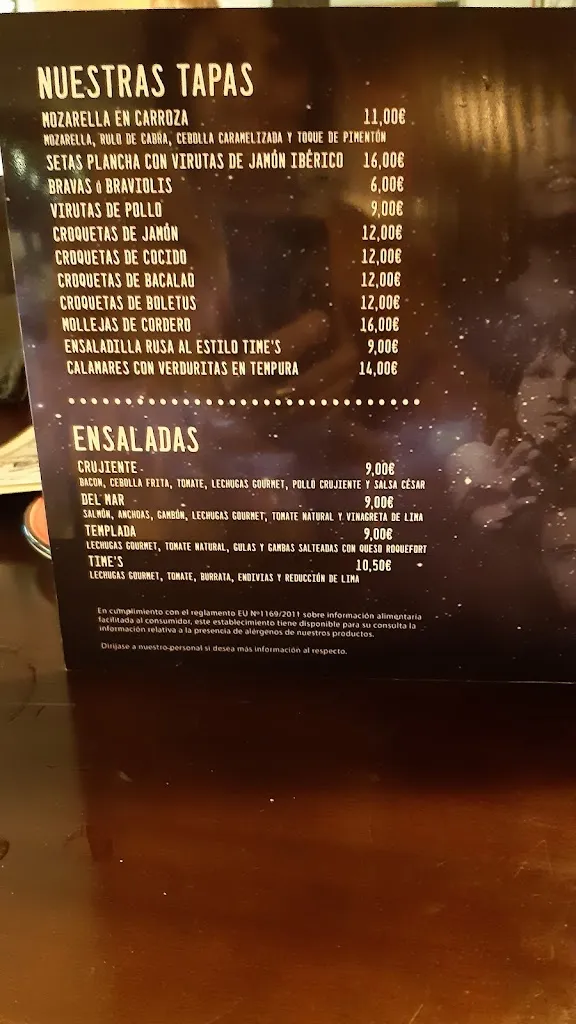 NUESTRAS TAPAS
MOZARELLA EN CARROZA 11,00€
MOZARELLA, RULO DE CABRA, CEBOLLA CARAMELIZADA Y TOQUE DE PIMENTÓN
SETAS PLANCHA CON VIRUTAS DE JAMÓN IBÉRICO 16,00€
BRAVAS ó BRAVIOLIS 6,00€
VIRUTAS DE POLLO 9,00€
CROQUETAS DE JAMÓN 12,00€
CROQUETAS DE COCIDO 12,00€
CROQUETAS DE BACALAO 12,00€
CROQUETAS DE BOLETUS 12,00€
MOLLEJAS DE CORDERO 16,00€
ENSALADILLA RUSA AL ESTILO TIME'S 9,00€
CALAMARES CON VERDURITAS EN TEMPURA 14,00€
ENSALADAS
CRUJIENTE 9,00€
BACON, CEBOLLA FRITA, TOMATE, LECHUGAS GOURMET, POLLO CRUJIENTE Y SALSA CÉSAR
DEL MAR 9,00€
SALMÓN, ANCHOAS, GAMBÓN, LECHUGAS GOURMET, TOMATE NATURAL Y VINAGRETA DE LIMA
TEMPLADA 9,00€
LECHUGAS GOURMET, TOMATE NATURAL, GULAS Y GAMBAS SALTEADAS CON QUESO ROQUEFORT
TIME'S 10,50€
LECHUGAS GOURMET, TOMATE, BURRATA, ENDIVIAS Y REDUCCIÓN DE LIMA
En cumplimiento con el reglamento EU Nº1169/2011 sobre información alimentaria
facilitada al consumidor, este establecimiento tiene disponible para su consulta la
información relativa a la presencia de alérgenos de nuestros productos.
Diríjase a nuestro personal si desea más información al respecto.